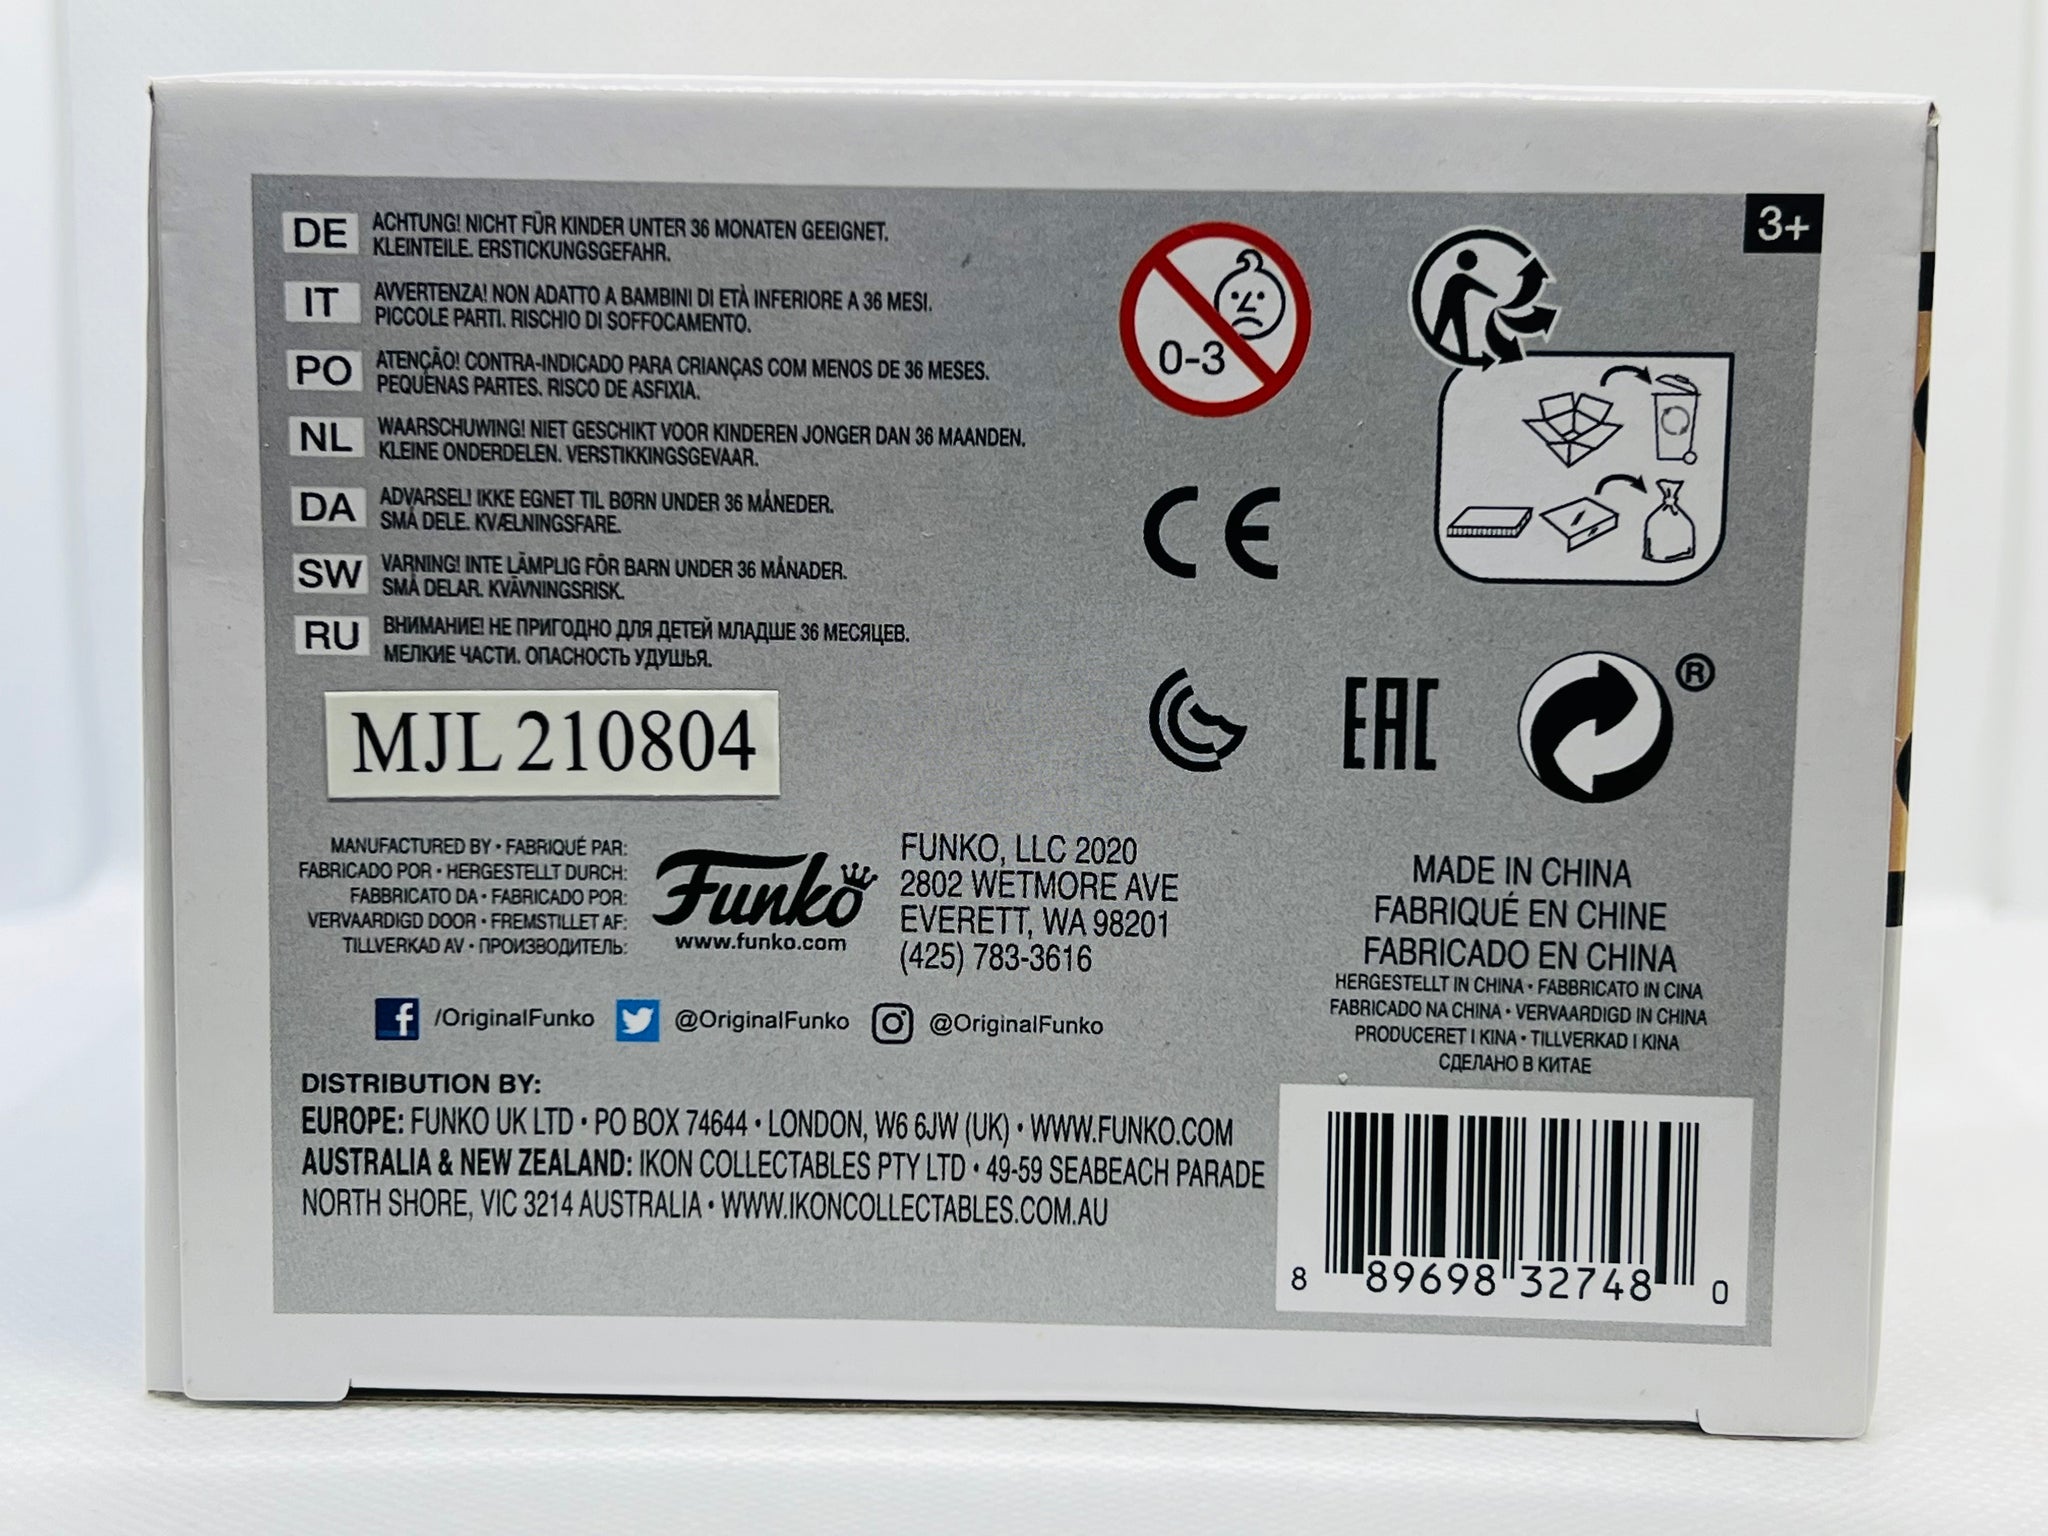 DE ACHTUNG! NICHT FÜR KINDER UNTER 36 MONATEN GEEIGNET.
KLEINTEILE. ERSTICKUNGSGEFAHR.
IT AVVERTENZA! NON ADATTO A BAMBINI DI ETÀ INFERIORE A 36 MESI.
PICCOLE PARTI. RISCHIO DI SOFFOCAMENTO.
PO ATENÇÃO! CONTRA-INDICADO PARA CRIANÇAS COM MENOS DE 36 MESES.
PEQUENAS PARTES. RISCO DE ASFIXIA.
NL WAARSCHUWING! NIET GESCHIKT VOOR KINDEREN JONGER DAN 36 MAANDEN.
KLEINE ONDERDELEN. VERSTIKKINGSGEVAAR.
DA ADVARSEL! IKKE EGNET TIL BØRN UNDER 36 MÅNEDER.
SMÅ DELE. KVÆLNINGSFARE.
SW VARNING! INTE LÄMPLIG FÖR BARN UNDER 36 MÅNADER.
SMÅ DELAR. KVÄVNINGSRISK.
RU ВНИМАНИЕ! НЕ ПРИГОДНО ДЛЯ ДЕТЕЙ МЛАДШЕ 36 МЕСЯЦЕВ.
МЕЛКИЕ ЧАСТИ. ОПАСНОСТЬ УДУШЬЯ.
MJL 210804
0-3
3+
CE
EAC
®
MANUFACTURED BY • FABRIQUÉ PAR:
FABRICADO POR • HERGESTELLT DURCH:
FABBRICATO DA • FABRICADO POR:
VERVAARDIGD DOOR • FREMSTILLET AF:
TILLVERKAD AV • ПРОИЗВОДИТЕЛЬ:
Funko
www.funko.com
FUNKO, LLC 2020
2802 WETMORE AVE
EVERETT, WA 98201
(425) 783-3616
/OriginalFunko @OriginalFunko @OriginalFunko
MADE IN CHINA
FABRIQUÉ EN CHINE
FABRICADO EN CHINA
HERGESTELLT IN CHINA • FABBRICATO IN CINA
FABRICADO NA CHINA • VERVAARDIGD IN CHINA
PRODUCERET I KINA • TILLVERKAD I KINA
СДЕЛАНО В КИТАЕ
DISTRIBUTION BY:
EUROPE: FUNKO UK LTD • PO BOX 74644 • LONDON, W6 6JW (UK) • WWW.FUNKO.COM
AUSTRALIA & NEW ZEALAND: IKON COLLECTABLES PTY LTD • 49-59 SEABEACH PARADE
NORTH SHORE, VIC 3214 AUSTRALIA • WWW.IKONCOLLECTABLES.COM.AU
8 89698 32748 0